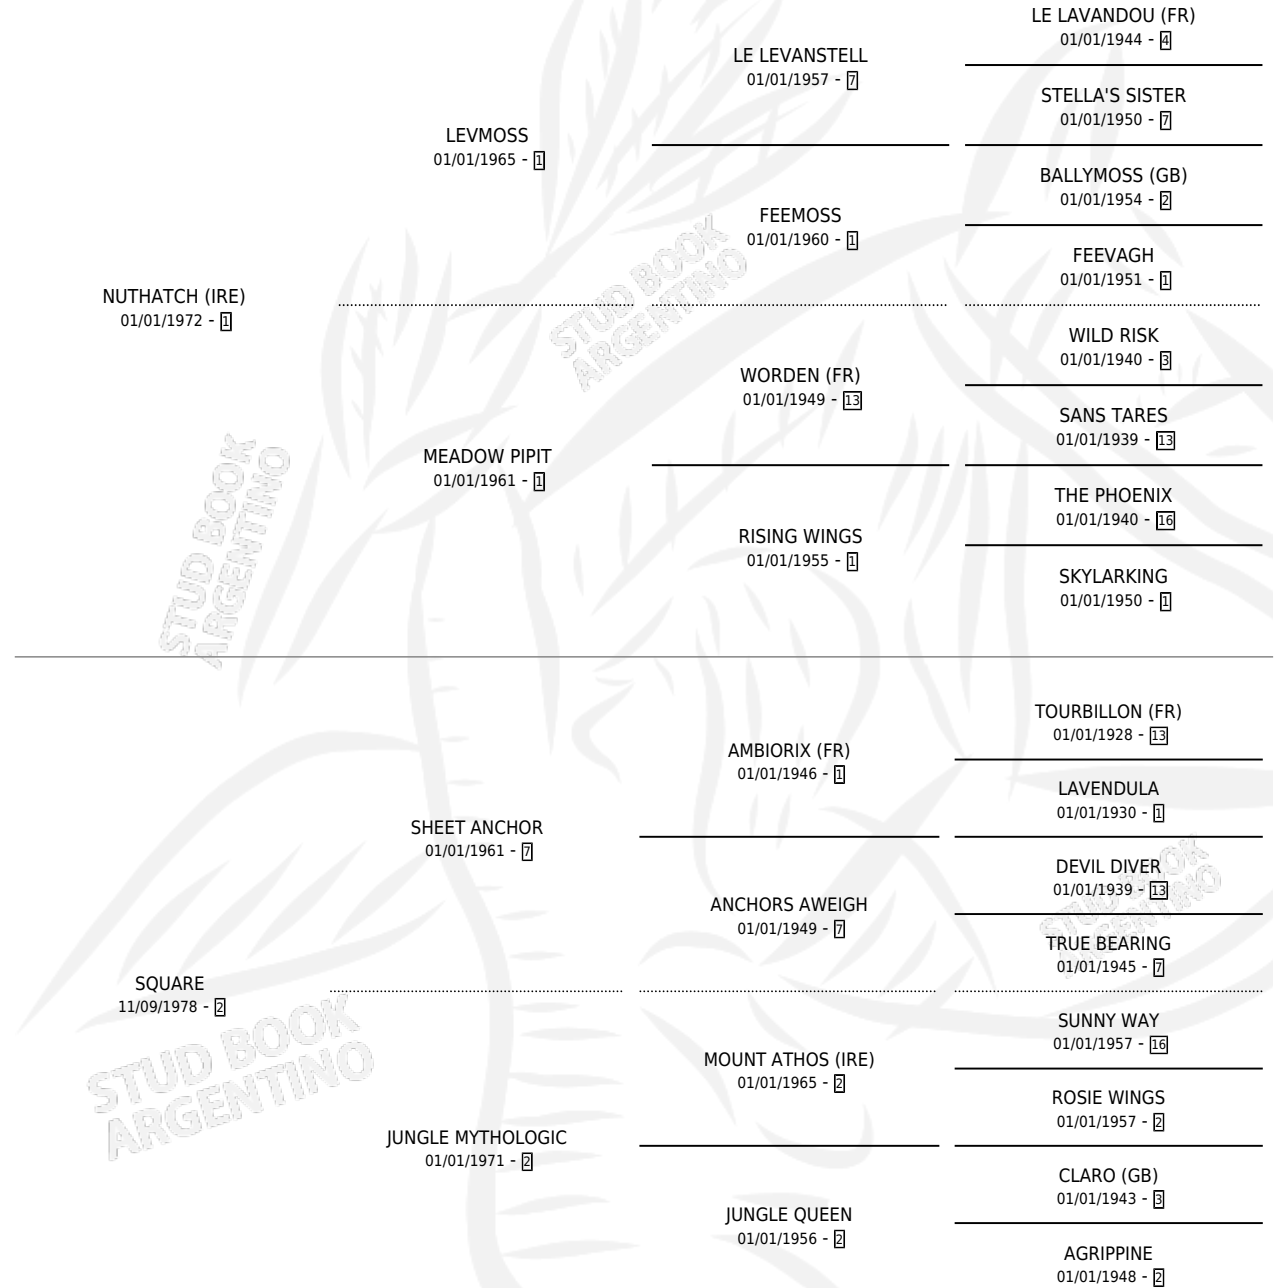 LE LAVANDOU (FR)
01/01/1944 - 4
LE LEVANSTELL
01/01/1957 - 7
STELLA'S SISTER
01/01/1950 - 7
LEVMOSS
01/01/1965 - 1
BALLYMOSS (GB)
01/01/1954 - 2
FEEMOSS
01/01/1960 - 1
FEEVAGH
01/01/1951 - 1
NUTHATCH (IRE)
01/01/1972 - 1
STUD BOOK
ARGENTINO
WILD RISK
01/01/1940 - 3
WORDEN (FR)
01/01/1949 - 13
SANS TARES
01/01/1939 - 13
MEADOW PIPIT
01/01/1961 - 1
THE PHOENIX
01/01/1940 - 16
RISING WINGS
01/01/1955 - 1
SKYLARKING
01/01/1950 - 1
STUD BOOK
ARGENTINO
TOURBILLON (FR)
01/01/1928 - 13
AMBIORIX (FR)
01/01/1946 - 1
LAVENDULA
01/01/1930 - 1
SHEET ANCHOR
01/01/1961 - 7
DEVIL DIVER
01/01/1939 - 13
ANCHORS AWEIGH
01/01/1949 - 7
STUD BOOK
ARGENTINO
TRUE BEARING
01/01/1945 - 7
SQUARE
11/09/1978 - 2
SUNNY WAY
01/01/1957 - 16
MOUNT ATHOS (IRE)
01/01/1965 - 2
STUD BOOK
ARGENTINO
ROSIE WINGS
01/01/1957 - 2
JUNGLE MYTHOLOGIC
01/01/1971 - 2
CLARO (GB)
01/01/1943 - 3
JUNGLE QUEEN
01/01/1956 - 2
AGRIPPINE
01/01/1948 - 2